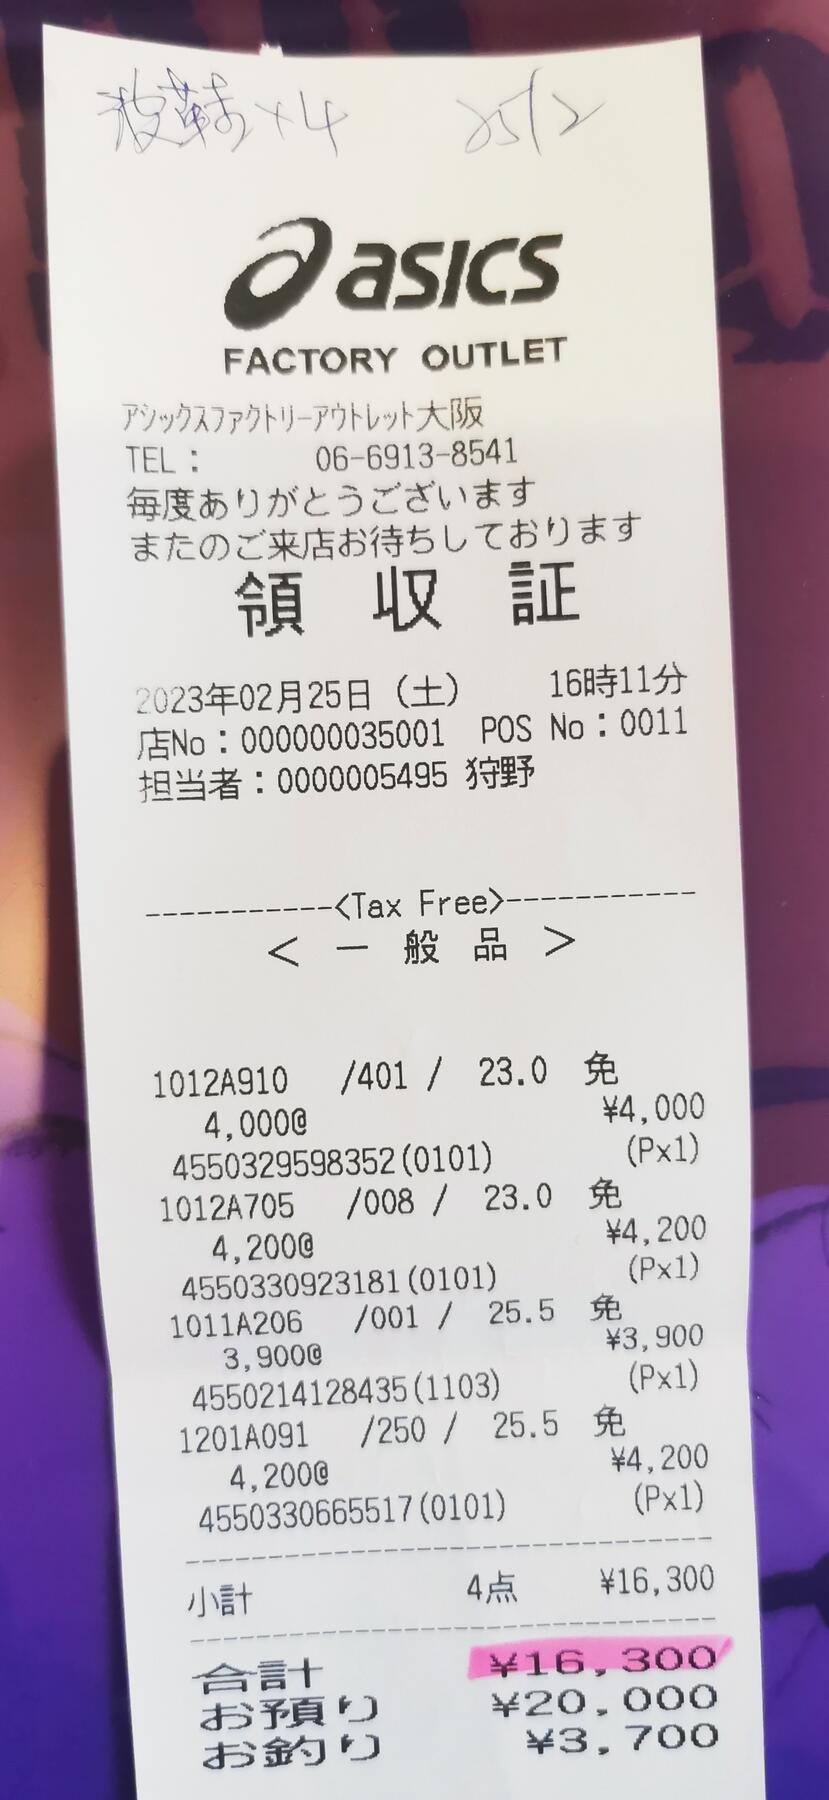 皮鞋×4 25/2
asics
FACTORY OUTLET
アシックスファクトリーアウトレット大阪
TEL： 06-6913-8541
毎度ありがとうございます
またのご来店お待ちしております
領 収 証
2023年02月25日（土） 16時11分
店No：000000035001 POS No：0011
担当者：0000005495 狩野
-----------<Tax Free>-----------
＜ 一 般 品 ＞
1012A910 /401 / 23.0 免
4,000@ ¥4,000
4550329598352(0101) (Px1)
1012A705 /008 / 23.0 免
4,200@ ¥4,200
4550330923181(0101) (Px1)
1011A206 /001 / 25.5 免
3,900@ ¥3,900
4550214128435(1103) (Px1)
1201A091 /250 / 25.5 免
4,200@ ¥4,200
4550330665517(0101) (Px1)
小計 4点 ¥16,300
合計 ¥16,300
お預り ¥20,000
お釣り ¥3,700